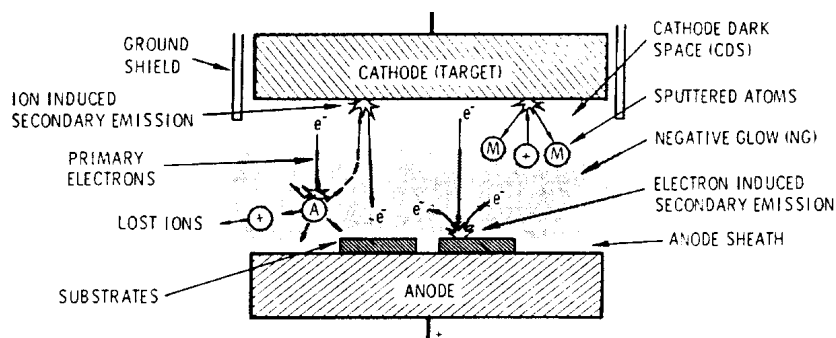 GROUND
SHIELD
CATHODE (TARGET)
CATHODE DARK
SPACE (CDS)
ION INDUCED
SECONDARY EMISSION
SPUTTERED ATOMS
e-
e-
M
+
M
NEGATIVE GLOW (NG)
PRIMARY
ELECTRONS
ELECTRON INDUCED
SECONDARY EMISSION
A
LOST IONS
+
e-
e-
e-
ANODE SHEATH
SUBSTRATES
ANODE
+